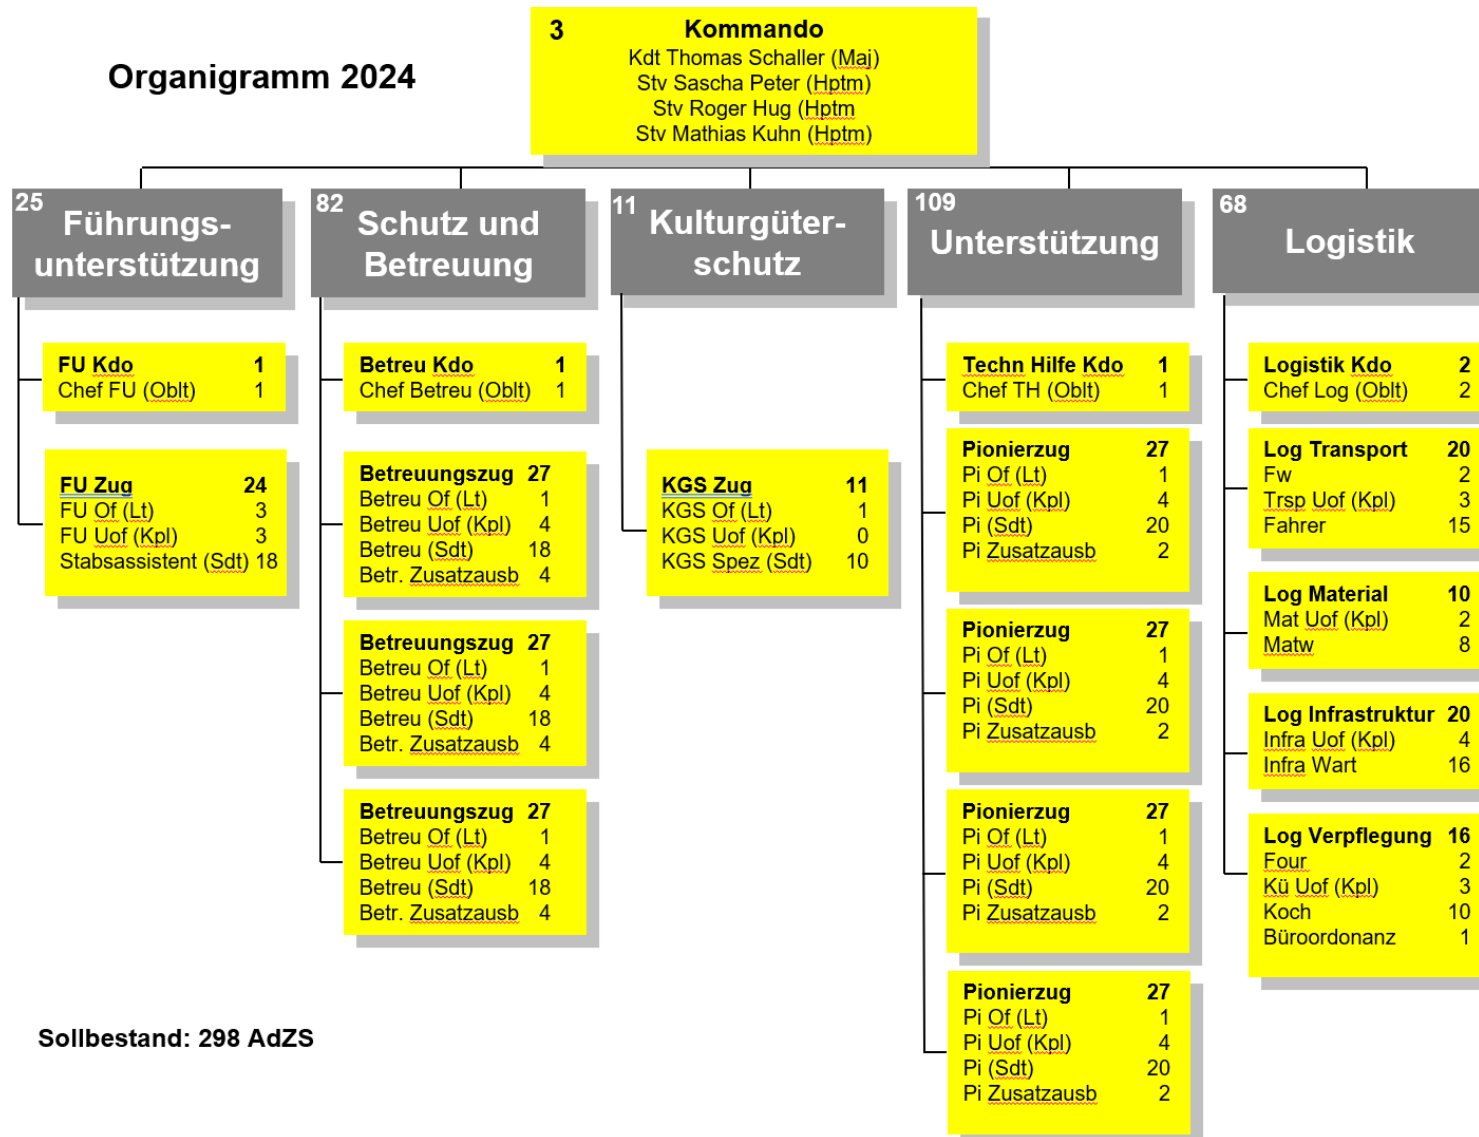 Organigramm 2024
3 Kommando
Kdt Thomas Schaller (Maj)
Stv Sascha Peter (Hptm)
Stv Roger Hug (Hptm
Stv Mathias Kuhn (Hptm)
25
Führungs-
unterstützung
FU Kdo 1
Chef FU (Oblt) 1
FU Zug 24
FU Of (Lt) 3
FU Uof (Kpl) 3
Stabsassistent (Sdt) 18
82
Schutz und
Betreuung
Betreu Kdo 1
Chef Betreu (Oblt) 1
Betreuungszug 27
Betreu Of (Lt) 1
Betreu Uof (Kpl) 4
Betreu (Sdt) 18
Betr. Zusatzausb 4
Betreuungszug 27
Betreu Of (Lt) 1
Betreu Uof (Kpl) 4
Betreu (Sdt) 18
Betr. Zusatzausb 4
Betreuungszug 27
Betreu Of (Lt) 1
Betreu Uof (Kpl) 4
Betreu (Sdt) 18
Betr. Zusatzausb 4
11
Kulturgüter-
schutz
KGS Zug 11
KGS Of (Lt) 1
KGS Uof (Kpl) 0
KGS Spez (Sdt) 10
109
Unterstützung
Techn Hilfe Kdo 1
Chef TH (Oblt) 1
Pionierzug 27
Pi Of (Lt) 1
Pi Uof (Kpl) 4
Pi (Sdt) 20
Pi Zusatzausb 2
Pionierzug 27
Pi Of (Lt) 1
Pi Uof (Kpl) 4
Pi (Sdt) 20
Pi Zusatzausb 2
Pionierzug 27
Pi Of (Lt) 1
Pi Uof (Kpl) 4
Pi (Sdt) 20
Pi Zusatzausb 2
Pionierzug 27
Pi Of (Lt) 1
Pi Uof (Kpl) 4
Pi (Sdt) 20
Pi Zusatzausb 2
68
Logistik
Logistik Kdo 2
Chef Log (Oblt) 2
Log Transport 20
Fw 2
Trsp Uof (Kpl) 3
Fahrer 15
Log Material 10
Mat Uof (Kpl) 2
Matw 8
Log Infrastruktur 20
Infra Uof (Kpl) 4
Infra Wart 16
Log Verpflegung 16
Four 2
Kü Uof (Kpl) 3
Koch 10
Büroordonanz 1
Sollbestand: 298 AdZS